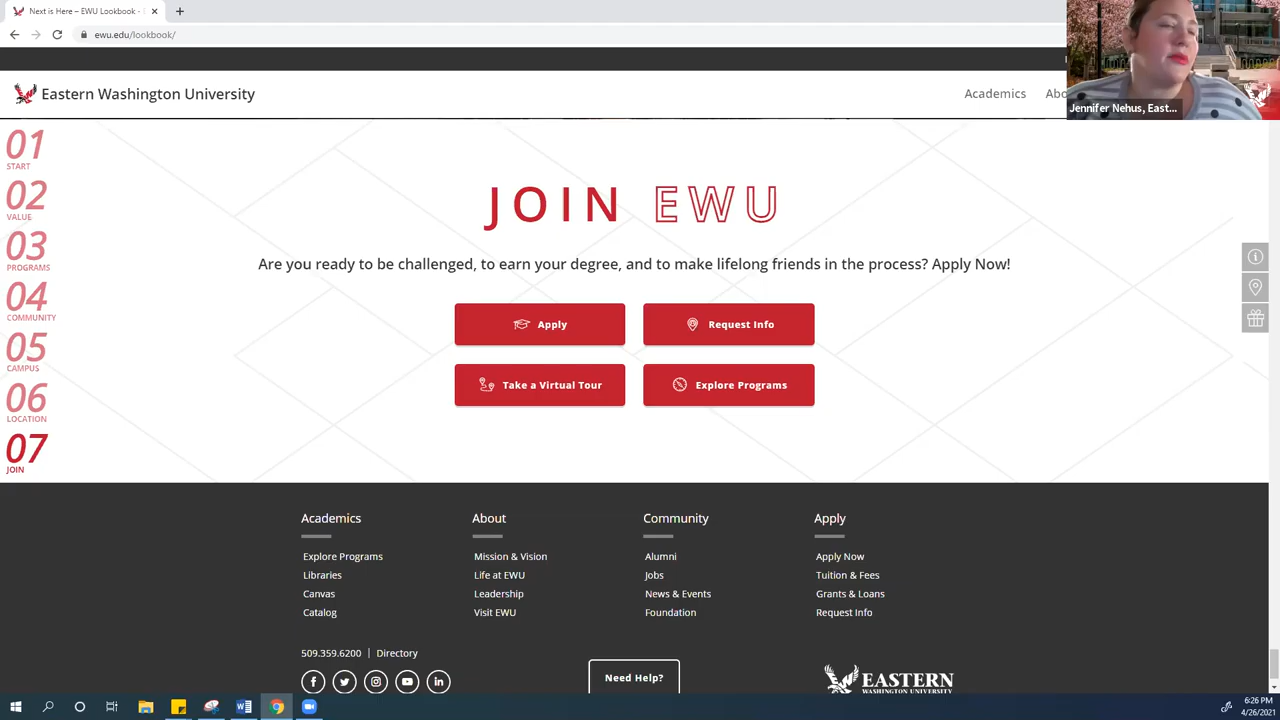 Next is Here – EWU Lookbook -
ewu.edu/lookbook/
Eastern Washington University
Academics
Abo
Jennifer Nehus, East...
01
START
02
VALUE
03
PROGRAMS
04
COMMUNITY
05
CAMPUS
06
LOCATION
07
JOIN
JOIN EWU
Are you ready to be challenged, to earn your degree, and to make lifelong friends in the process? Apply Now!
Apply
Request Info
Take a Virtual Tour
Explore Programs
Academics
Explore Programs
Libraries
Canvas
Catalog
About
Mission & Vision
Life at EWU
Leadership
Visit EWU
Community
Alumni
Jobs
News & Events
Foundation
Apply
Apply Now
Tuition & Fees
Grants & Loans
Request Info
509.359.6200 | Directory
Need Help?
EASTERN
WASHINGTON UNIVERSITY
6:26 PM
4/26/2021